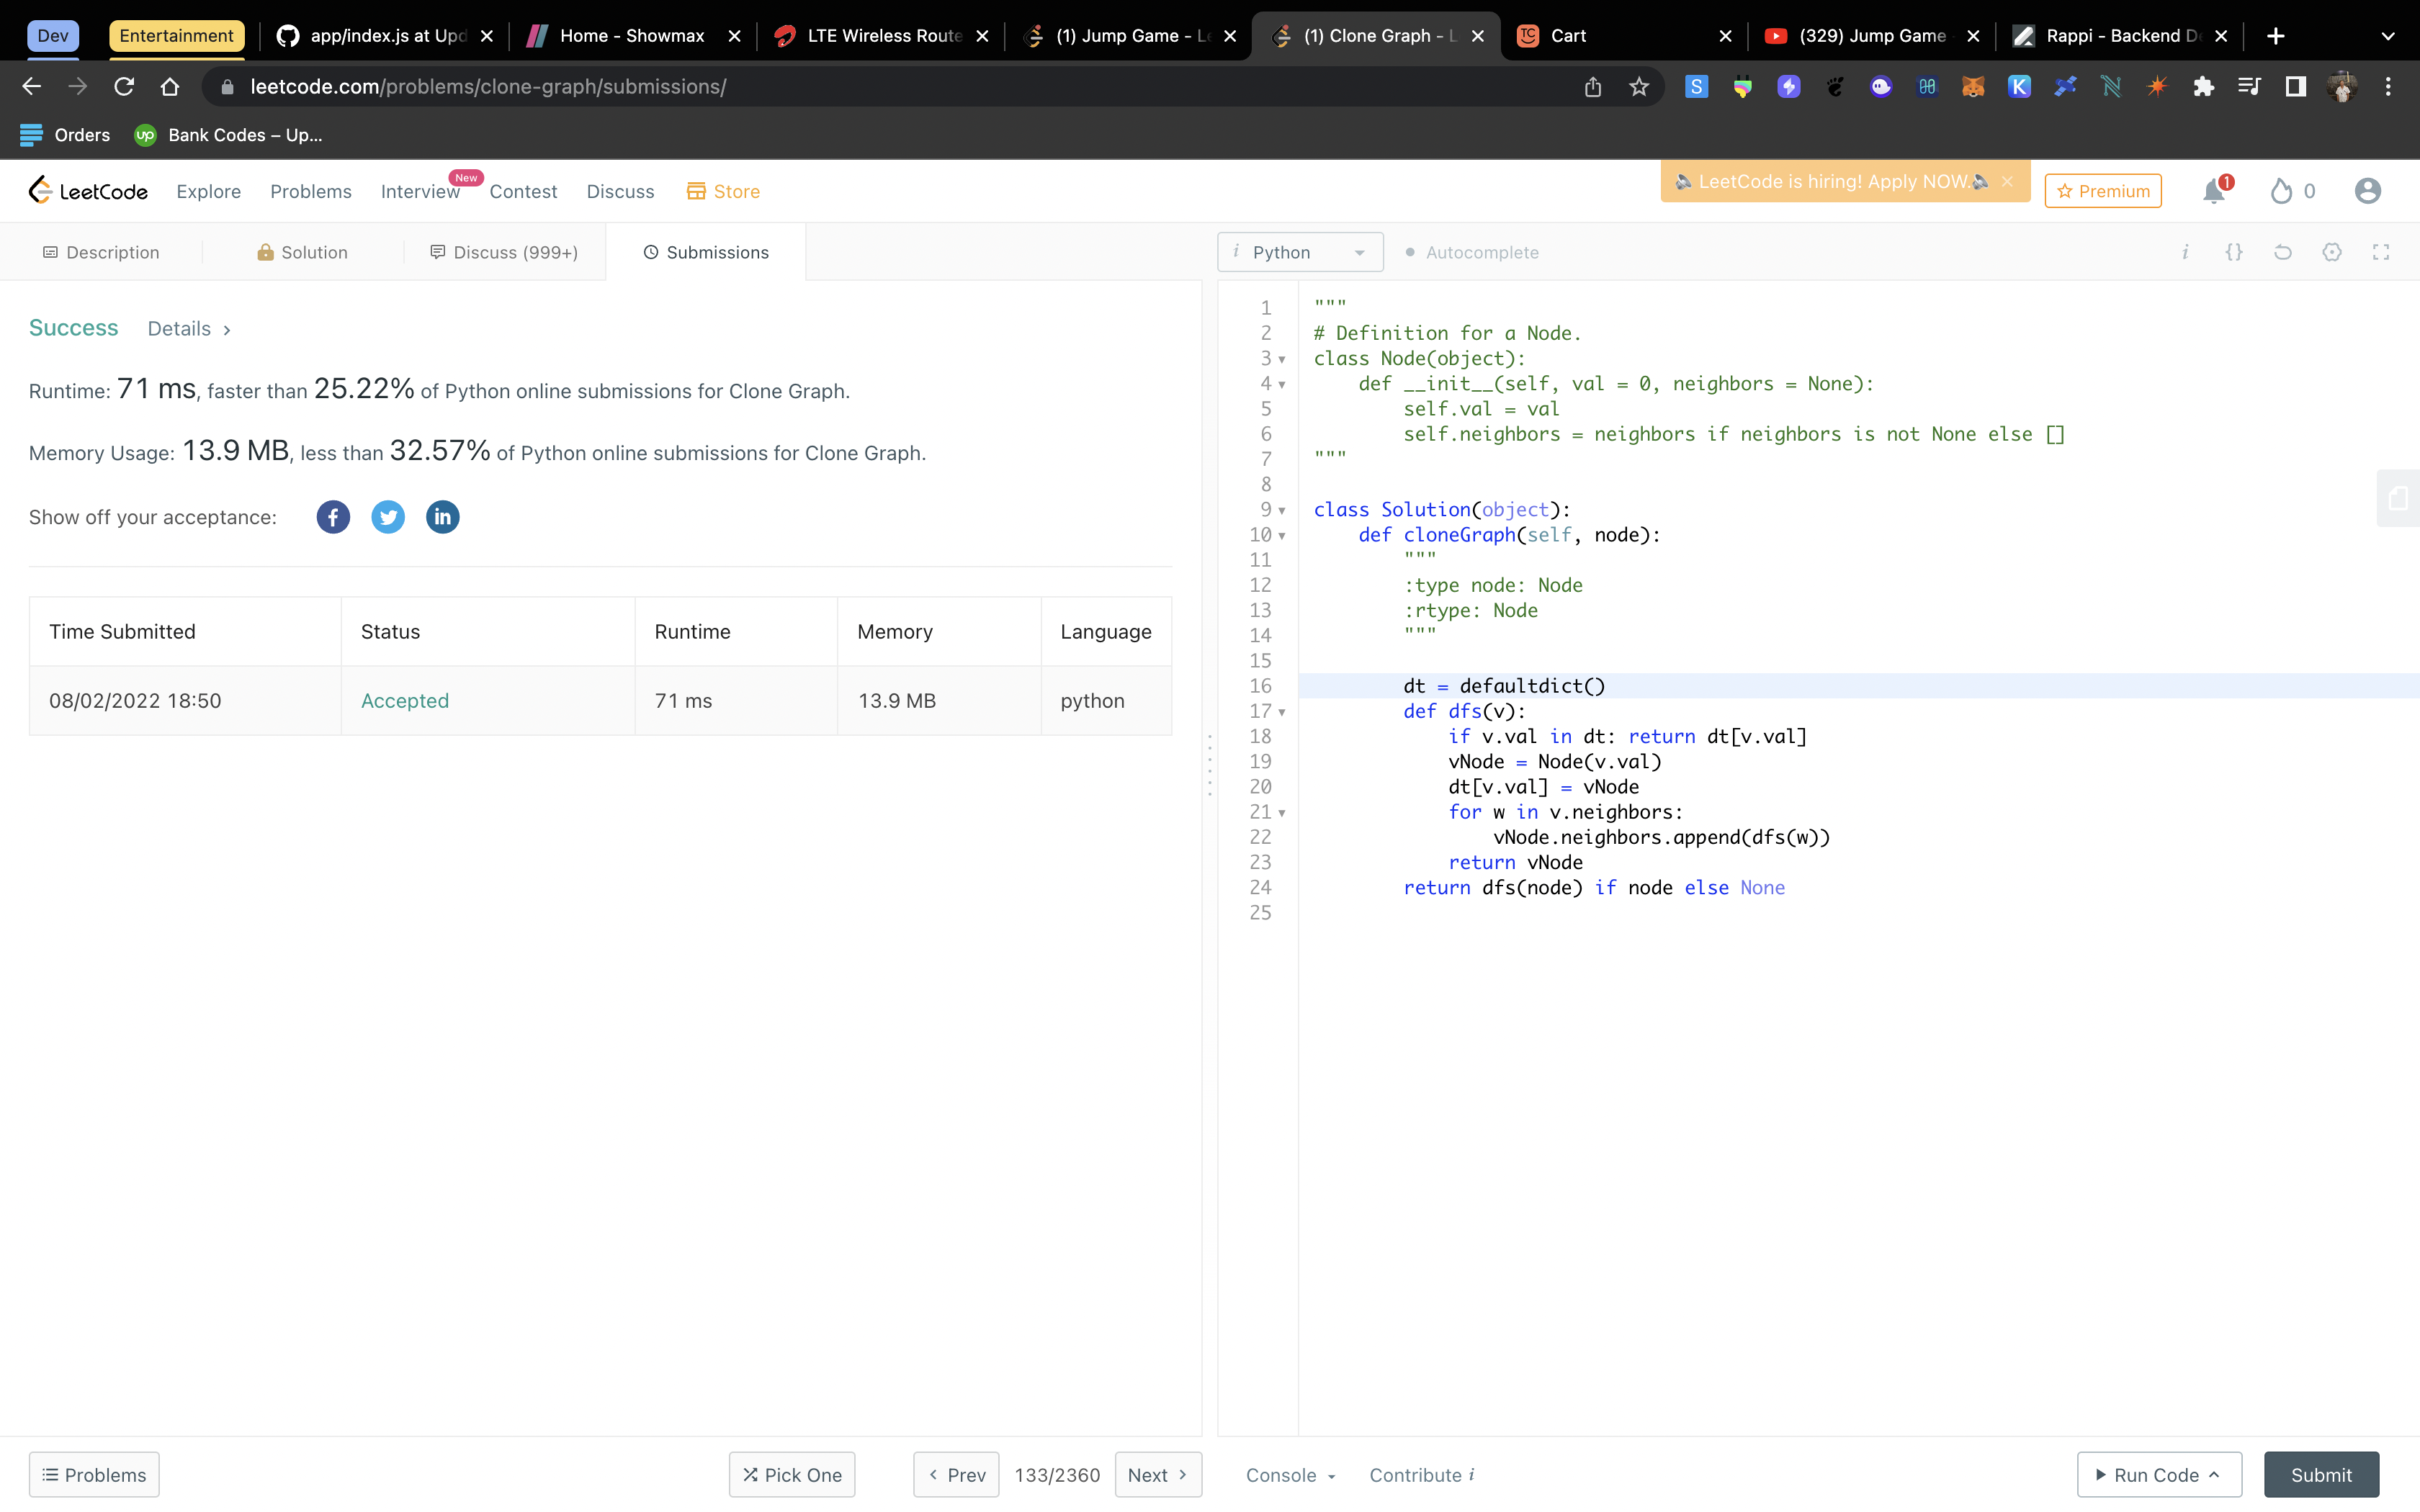 Dev
Entertainment
app/index.js at Upd
Home - Showmax
LTE Wireless Route
(1) Jump Game - Le
(1) Clone Graph - L
Cart
(329) Jump Game
Rappi - Backend De
leetcode.com/problems/clone-graph/submissions/
Orders
Bank Codes – Up...
LeetCode
Explore
Problems
Interview
New
Contest
Discuss
Store
LeetCode is hiring! Apply NOW.
Premium
1
0
Description
Solution
Discuss (999+)
Submissions
i Python
Autocomplete
i {}
Success Details >
Runtime: 71 ms, faster than 25.22% of Python online submissions for Clone Graph.
Memory Usage: 13.9 MB, less than 32.57% of Python online submissions for Clone Graph.
Show off your acceptance:
Time Submitted Status Runtime Memory Language
08/02/2022 18:50 Accepted 71 ms 13.9 MB python
1 """
2 # Definition for a Node.
3 class Node(object):
4 def __init__(self, val = 0, neighbors = None):
5 self.val = val
6 self.neighbors = neighbors if neighbors is not None else []
7 """
8
9 class Solution(object):
10 def cloneGraph(self, node):
11 """
12 :type node: Node
13 :rtype: Node
14 """
15
16 dt = defaultdict()
17 def dfs(v):
18 if v.val in dt: return dt[v.val]
19 vNode = Node(v.val)
20 dt[v.val] = vNode
21 for w in v.neighbors:
22 vNode.neighbors.append(dfs(w))
23 return vNode
24 return dfs(node) if node else None
25
Problems
Pick One
Prev
133/2360
Next
Console
Contribute i
Run Code
Submit